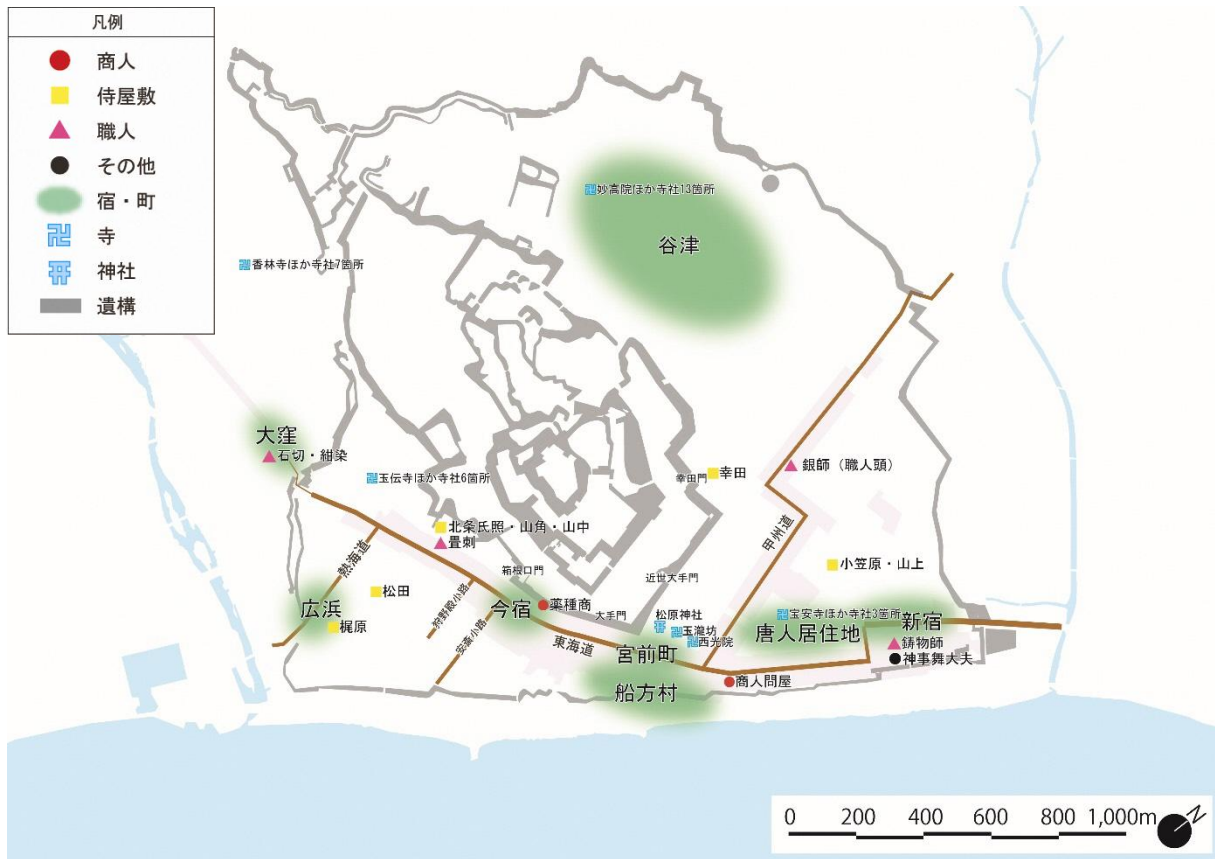 凡例
商人
侍屋敷
職人
その他
宿・町
寺
神社
遺構
妙高院ほか寺社13箇所
谷津
香林寺ほか寺社7箇所
大窪
石切・紺染
玉伝寺ほか寺社6箇所
幸田門
幸田
銀師（職人頭）
北条氏照・山角・山中
畳刺
甲州道
熱海道
箱根口門
近世大手門
小笠原・山上
松田
狩野殿小路
今宿
薬種商
大手門
松原神社
宝安寺ほか寺社3箇所
広浜
梶原
安斎小路
東海道
玉瀧坊
西光院
唐人居住地
新宿
鋳物師
宮前町
神事舞大夫
船方村
商人問屋
0 200 400 600 800 1,000m
N